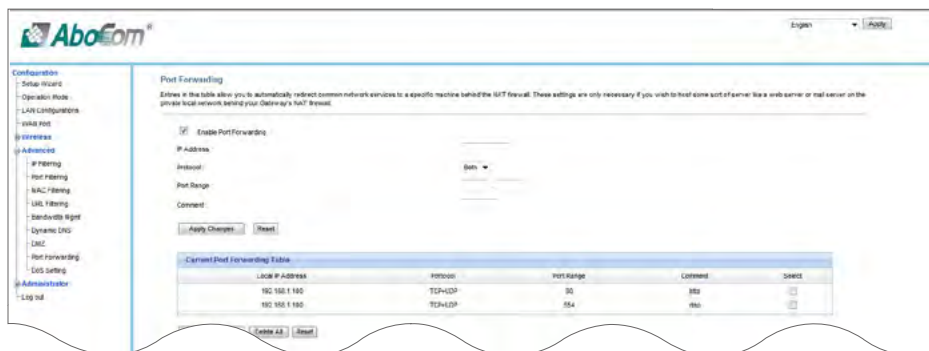 AboCom®
English
Apply
Configuration
Setup Wizard
Operation Mode
LAN Configurations
WAN Port
Wireless
Advanced
IP Filtering
Port Filtering
MAC Filtering
URL Filtering
Bandwidth Mgmt
Dynamic DNS
DMZ
Port Forwarding
DoS Setting
Administrator
Log out
Port Forwarding
Entries in this table allow you to automatically redirect common network services to a specific machine behind the NAT firewall. These settings are only necessary if you wish to host some sort of server like a web server or mail server on the
private local network behind your Gateway's NAT firewall.
Enable Port Forwarding
IP Address
Protocol
Both
Port Range
Comment
Apply Changes
Reset
Current Port Forwarding Table
Local IP Address Protocol Port Range Comment Select
192.168.1.180 TCP+UDP 80
192.168.1.180 TCP+UDP 554
Delete All
Reset